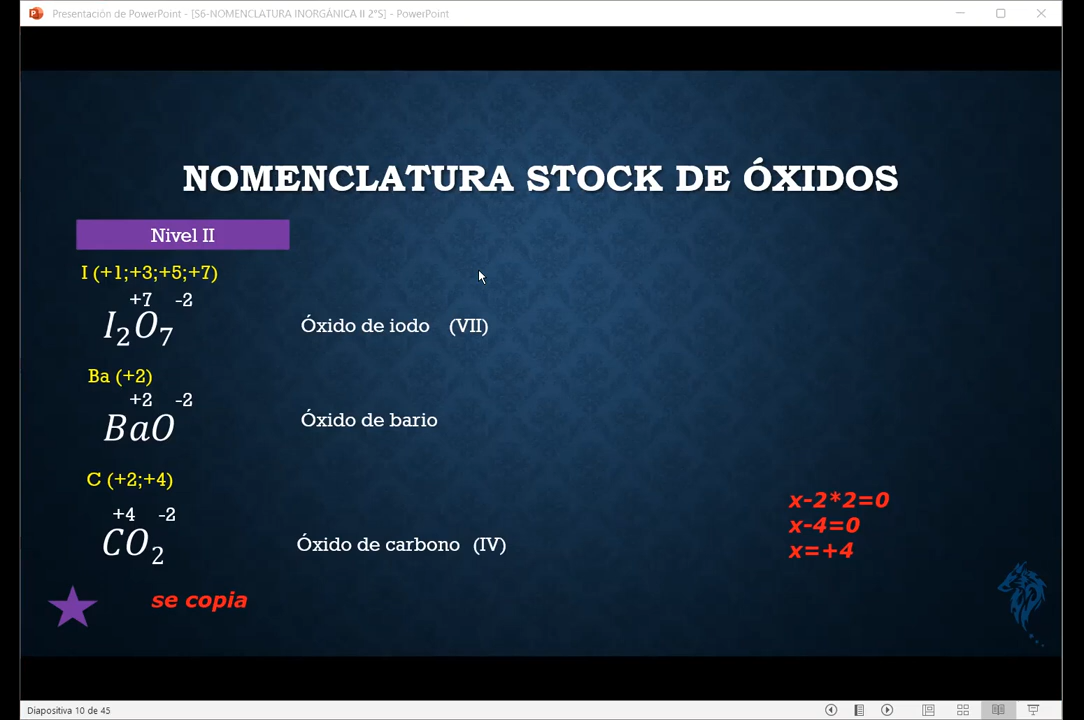 Presentación de PowerPoint - [S6-NOMENCLATURA INORGÁNICA II 2°S] - PowerPoint
NOMENCLATURA STOCK DE ÓXIDOS
Nivel II
I (+1;+3;+5;+7)
+7 -2
I₂O₇ Óxido de iodo (VII)
Ba (+2)
+2 -2
BaO Óxido de bario
C (+2;+4)
+4 -2
CO₂ Óxido de carbono (IV)
x-2*2=0
x-4=0
x=+4
se copia
Diapositiva 10 de 45